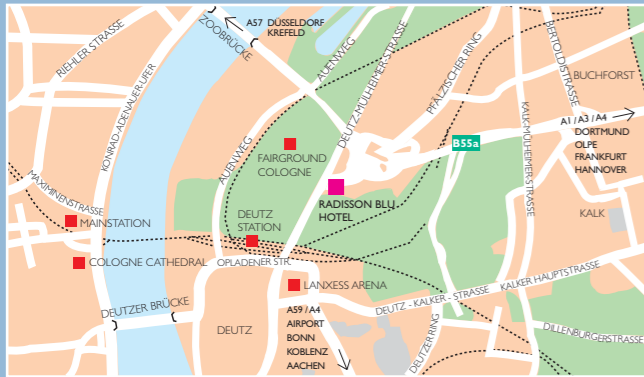 A57 DÜSSELDORF
KREFELD
ZOOBRÜCKE
RIEHLER STRASSE
KONRAD-ADENAUER-UFER
AUENWEG
DEUTZ-MÜLHEIMER-STRASSE
PFÄLZISCHER RING
BERTOLDISTRASSE
BUCHFORST
KALK-MÜLHEIMER-STRASSE
A1 / A3 / A4
DORTMUND
OLPE
FRANKFURT
HANNOVER
B55a
FAIRGROUND
COLOGNE
AUENWEG
MAXIMINENSTRASSE
RADISSON BLU
HOTEL
MAINSTATION
DEUTZ
STATION
KALK
COLOGNE CATHEDRAL
OPLADENER STR.
LANXESS ARENA
DEUTZ - KALKER - STRASSE
KALKER HAUPTSTRASSE
DEUTZER BRÜCKE
DEUTZ
A59 / A4
AIRPORT
BONN
KOBLENZ
AACHEN
DEUTZER RING
DILLENBURGERSTRASSE